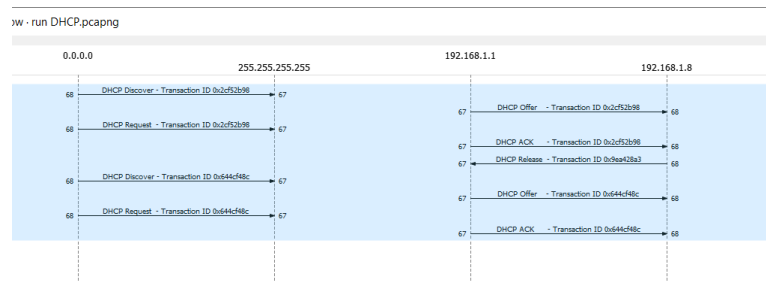 ow · run DHCP.pcapng
0.0.0.0 192.168.1.1
255.255.255.255 192.168.1.8
68 DHCP Discover - Transaction ID 0x2cf52b98 67
67 DHCP Offer - Transaction ID 0x2cf52b98 68
68 DHCP Request - Transaction ID 0x2cf52b98 67
67 DHCP ACK - Transaction ID 0x2cf52b98 68
67 DHCP Release - Transaction ID 0x9ea428a3 68
68 DHCP Discover - Transaction ID 0x644cf48c 67
67 DHCP Offer - Transaction ID 0x644cf48c 68
68 DHCP Request - Transaction ID 0x644cf48c 67
67 DHCP ACK - Transaction ID 0x644cf48c 68